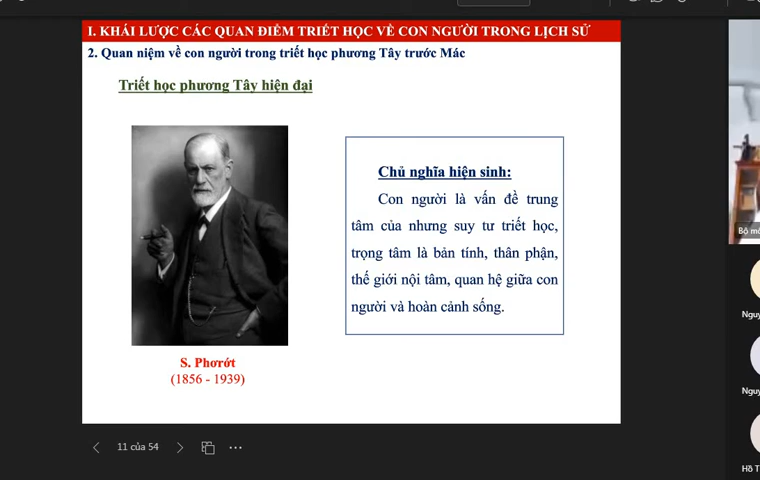 I. KHÁI LƯỢC CÁC QUAN ĐIỂM TRIẾT HỌC VỀ CON NGƯỜI TRONG LỊCH SỬ
2. Quan niệm về con người trong triết học phương Tây trước Mác
Triết học phương Tây hiện đại
Chủ nghĩa hiện sinh:
Con người là vấn đề trung
tâm của nhưng suy tư triết học,
trọng tâm là bản tính, thân phận,
thế giới nội tâm, quan hệ giữa con
người và hoàn cảnh sống.
S. Phơrớt
(1856 - 1939)
11 của 54
Bộ mô
Nguy
Nguy
Hồ T